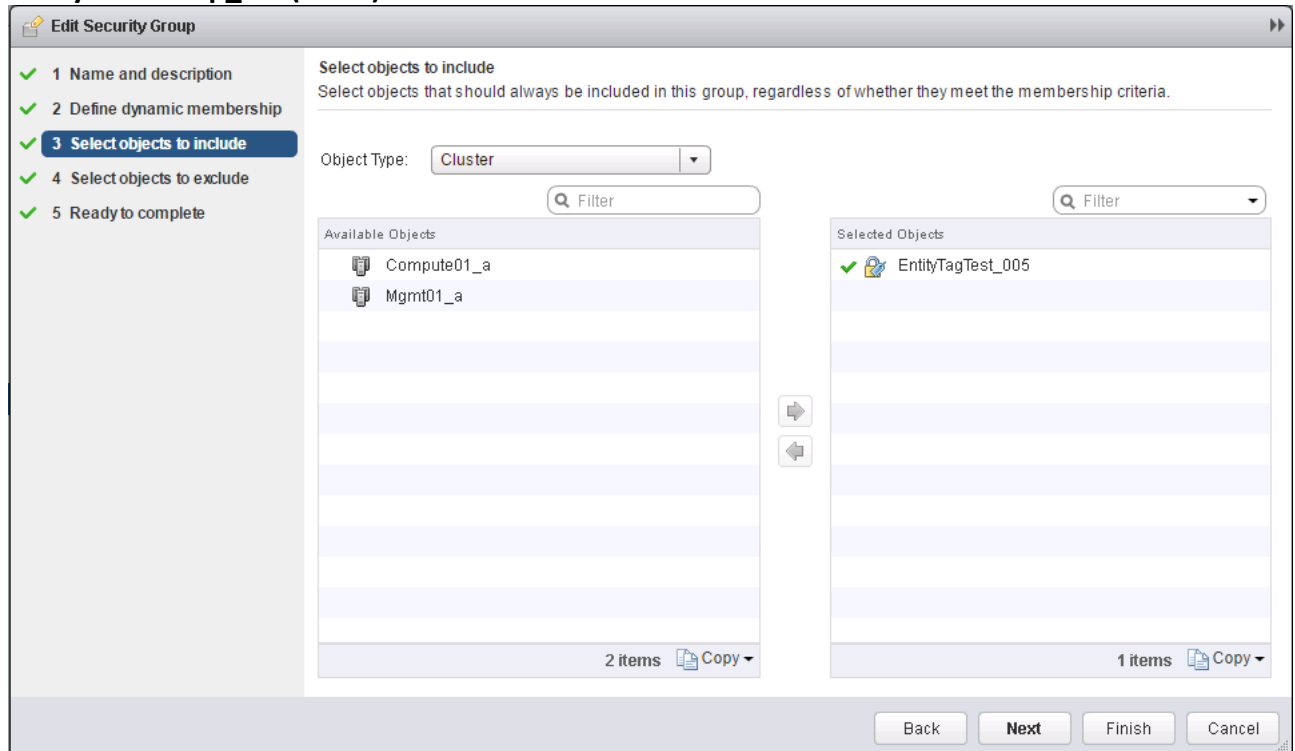 Edit Security Group
1 Name and description
2 Define dynamic membership
3 Select objects to include
4 Select objects to exclude
5 Ready to complete
Select objects to include
Select objects that should always be included in this group, regardless of whether they meet the membership criteria.
Object Type: Cluster
Filter
Available Objects
Compute01_a
Mgmt01_a
2 items Copy
Filter
Selected Objects
EntityTagTest_005
1 items Copy
Back Next Finish Cancel